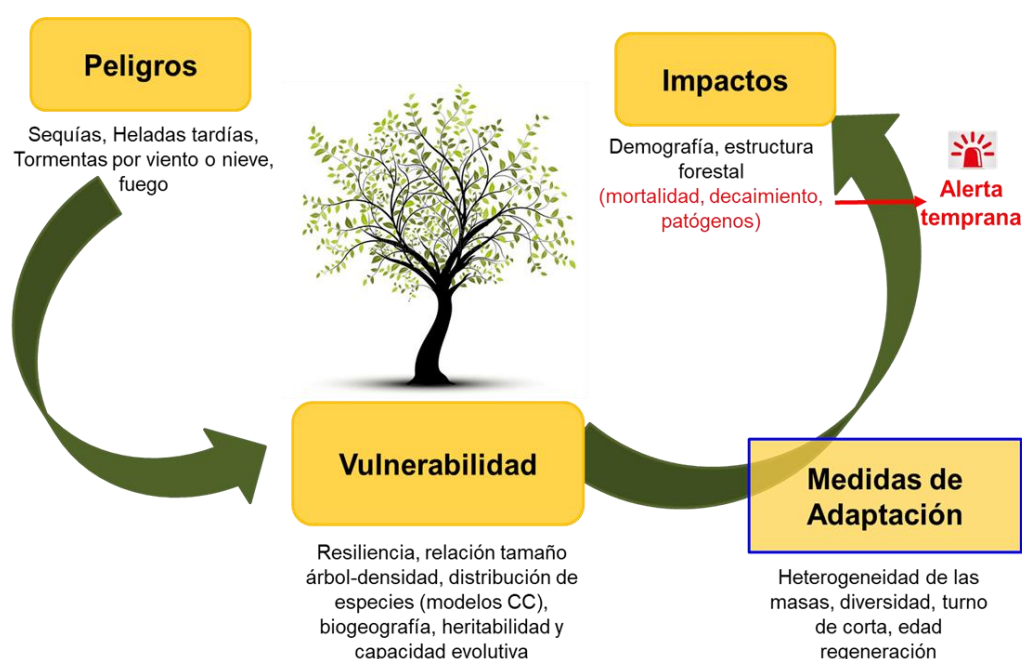 Peligros
Sequías, Heladas tardías,
Tormentas por viento o nieve,
fuego
Impactos
Demografía, estructura
forestal
(mortalidad, decaimiento,
patógenos)
Alerta
temprana
Vulnerabilidad
Resiliencia, relación tamaño
árbol-densidad, distribución de
especies (modelos CC),
biogeografía, heritabilidad y
capacidad evolutiva
Medidas de
Adaptación
Heterogeneidad de las
masas, diversidad, turno
de corta, edad
regeneración